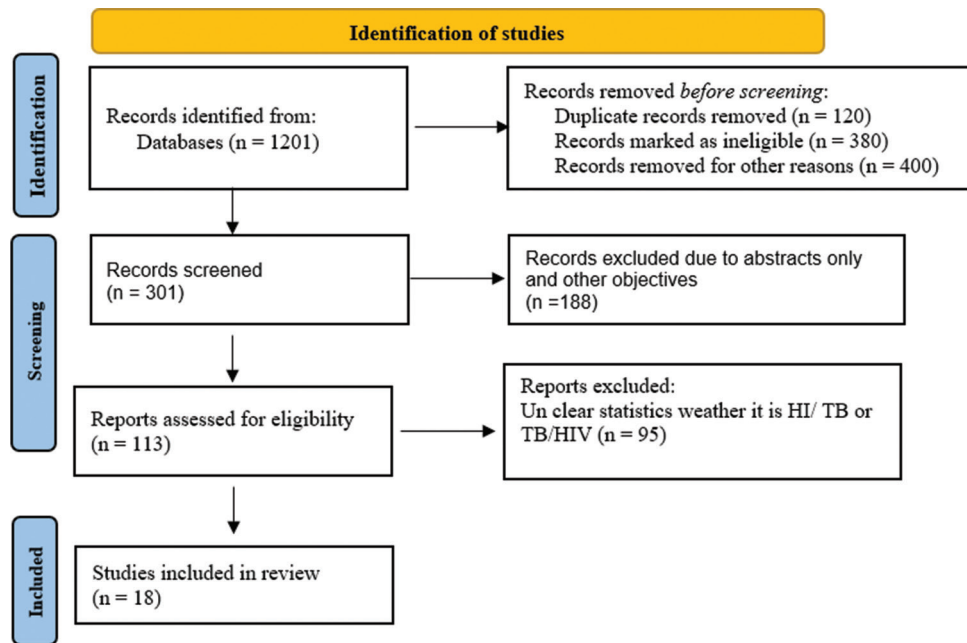 Identification of studies
Identification
Records identified from:
Databases (n = 1201)
Records removed before screening:
Duplicate records removed (n = 120)
Records marked as ineligible (n = 380)
Records removed for other reasons (n = 400)
Screening
Records screened
(n = 301)
Records excluded due to abstracts only
and other objectives
(n =188)
Reports assessed for eligibility
(n = 113)
Reports excluded:
Un clear statistics weather it is HI/ TB or
TB/HIV (n = 95)
Included
Studies included in review
(n = 18)